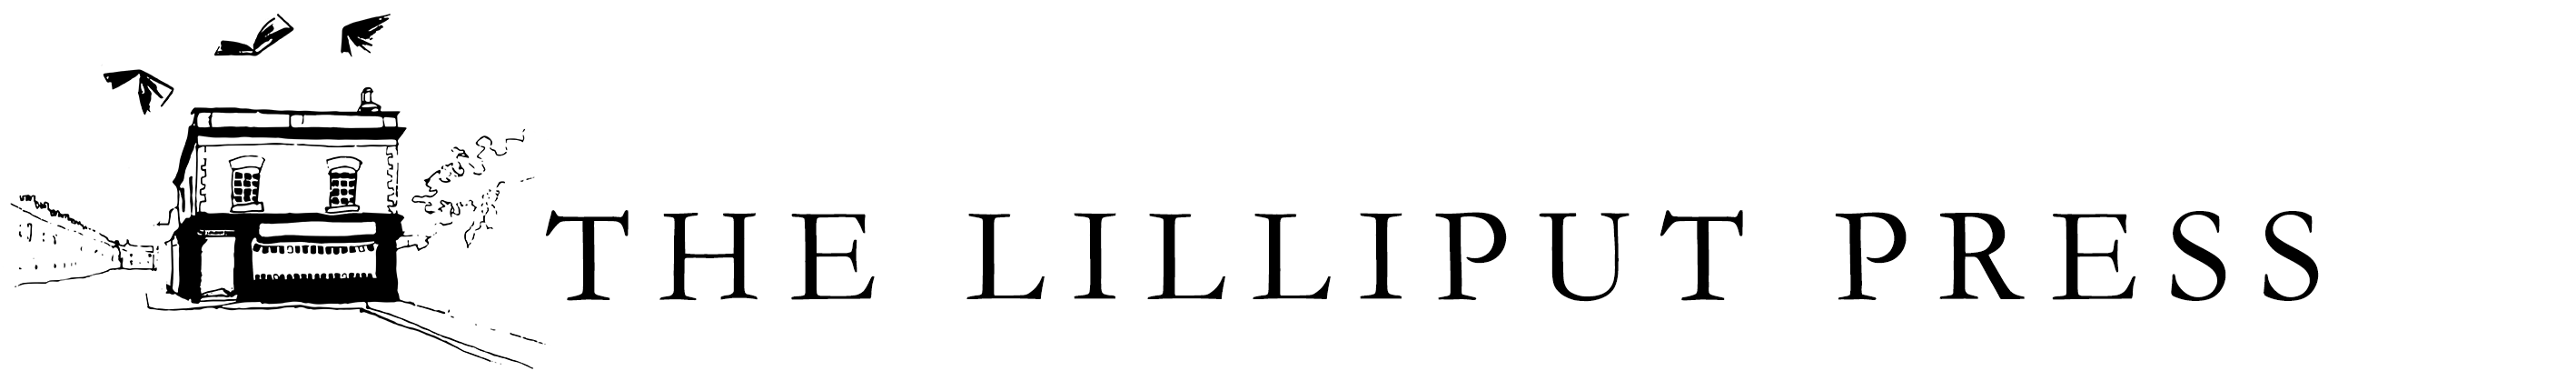 THE LILLIPUT PRESS